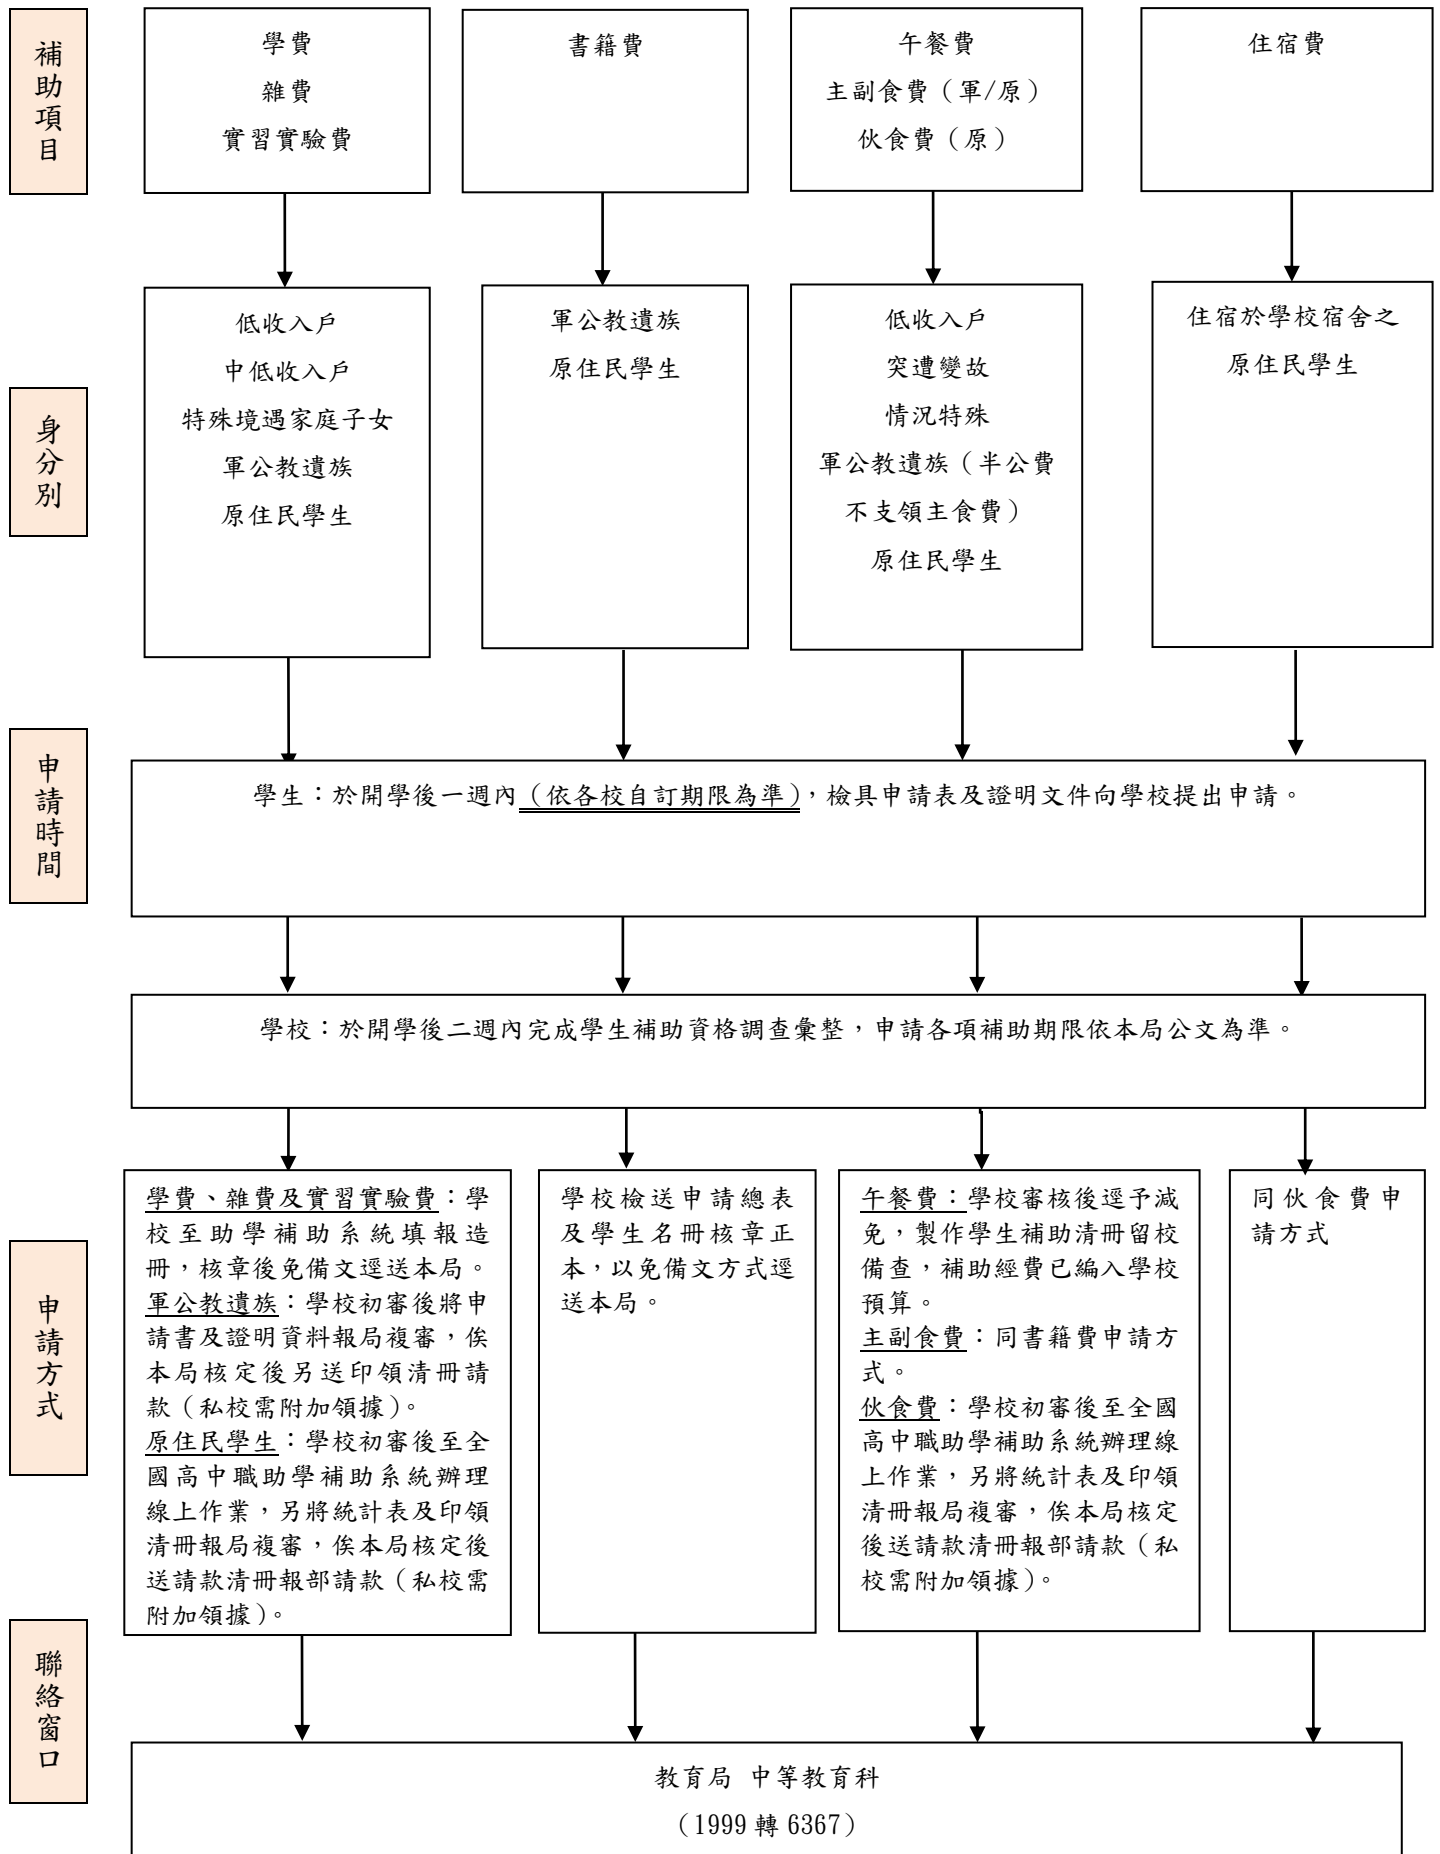 補助項目
學費
雜費
實習實驗費
書籍費
午餐費
主副食費（軍/原）
伙食費（原）
住宿費
身分別
低收入戶
中低收入戶
特殊境遇家庭子女
軍公教遺族
原住民學生
軍公教遺族
原住民學生
低收入戶
突遭變故
情況特殊
軍公教遺族（半公費
不支領主食費）
原住民學生
住宿於學校宿舍之
原住民學生
申請時間
學生：於開學後一週內（依各校自訂期限為準），檢具申請表及證明文件向學校提出申請。
學校：於開學後二週內完成學生補助資格調查彙整，申請各項補助期限依本局公文為準。
申請方式
學費、雜費及實習實驗費：學
校至助學補助系統填報造
冊，核章後免備文逕送本局。
軍公教遺族：學校初審後將申
請書及證明資料報局複審，俟
本局核定後另送印領清冊請
款（私校需附加領據）。
原住民學生：學校初審後至全
國高中職助學補助系統辦理
線上作業，另將統計表及印領
清冊報局複審，俟本局核定後
送請款清冊報部請款（私校需
附加領據）。
學校檢送申請總表
及學生名冊核章正
本，以免備文方式逕
送本局。
午餐費：學校審核後逕予減
免，製作學生補助清冊留校
備查，補助經費已編入學校
預算。
主副食費：同書籍費申請方
式。
伙食費：學校初審後至全國
高中職助學補助系統辦理線
上作業，另將統計表及印領
清冊報局複審，俟本局核定
後送請款清冊報部請款（私
校需附加領據）。
同伙食費申
請方式
聯絡窗口
教育局 中等教育科
（1999 轉 6367）